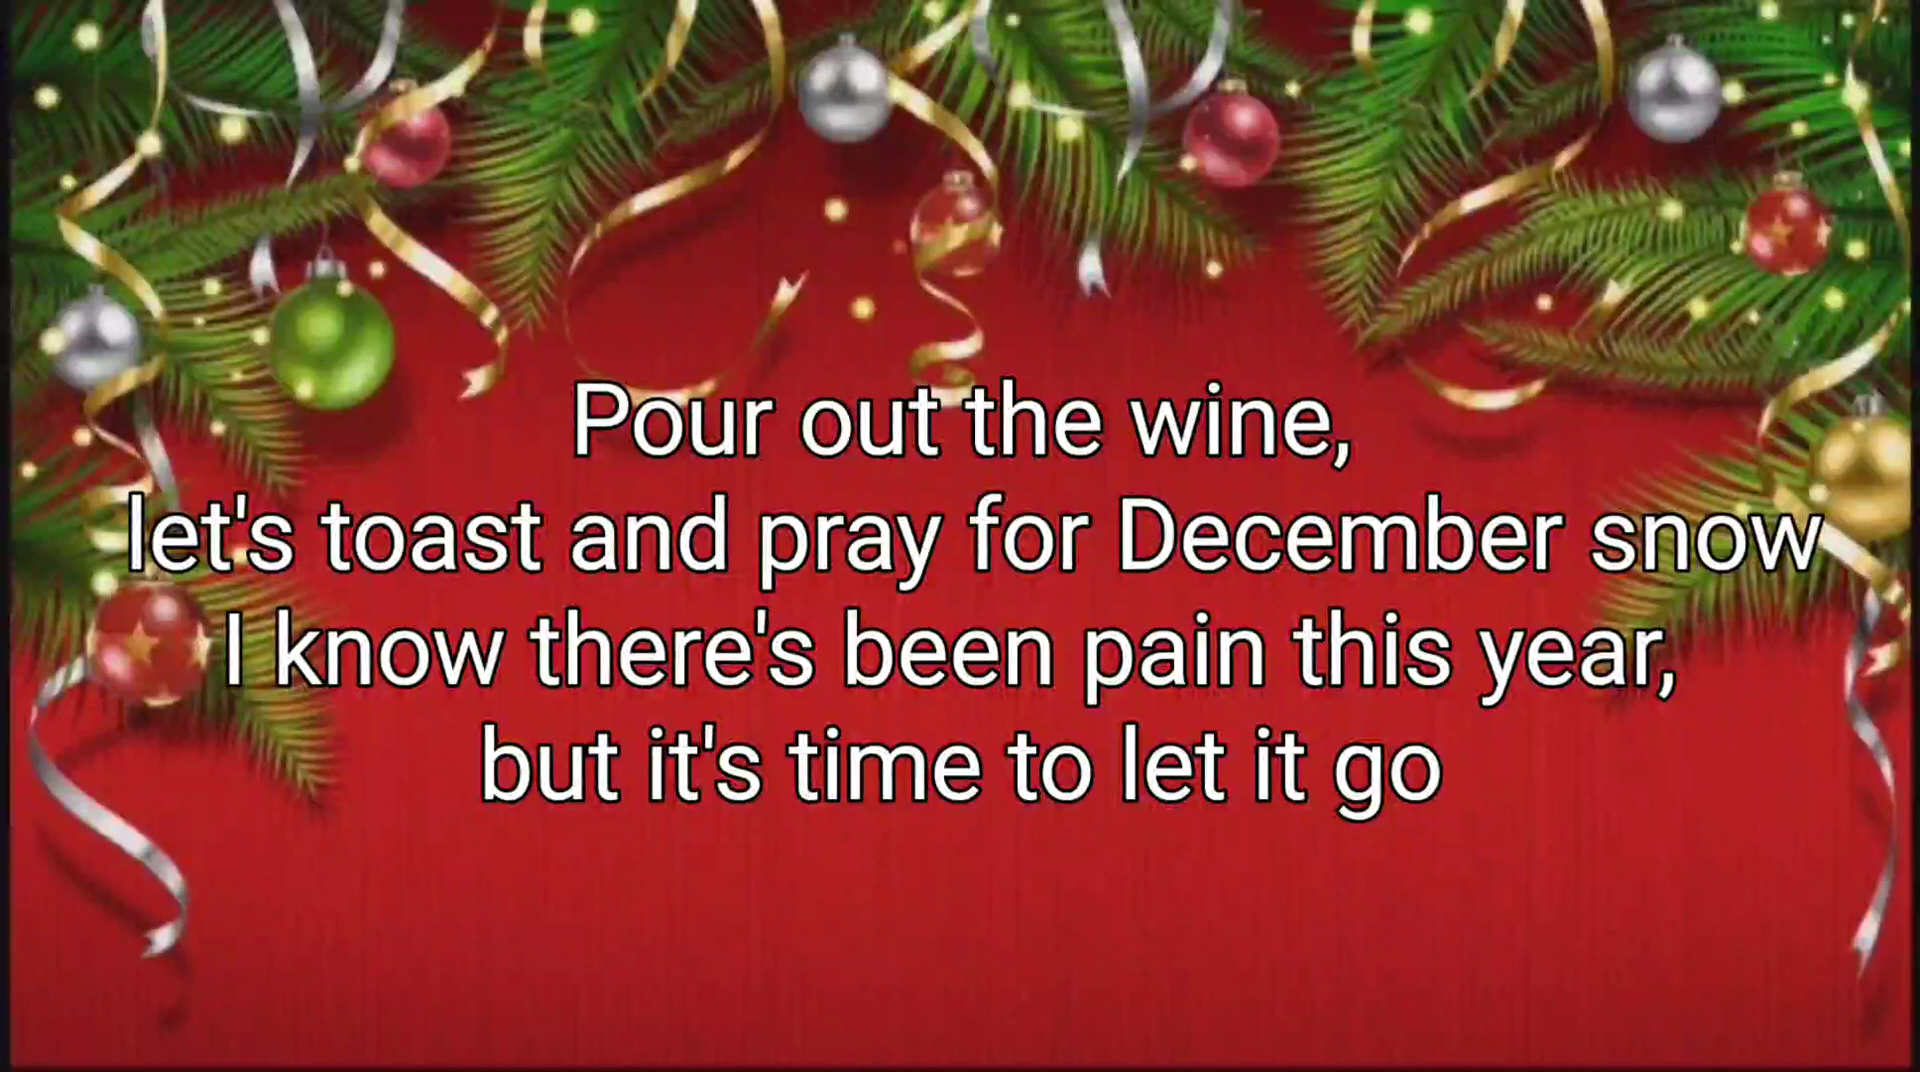 Pour out the wine,
let's toast and pray for December snow
I know there's been pain this year,
but it's time to let it go